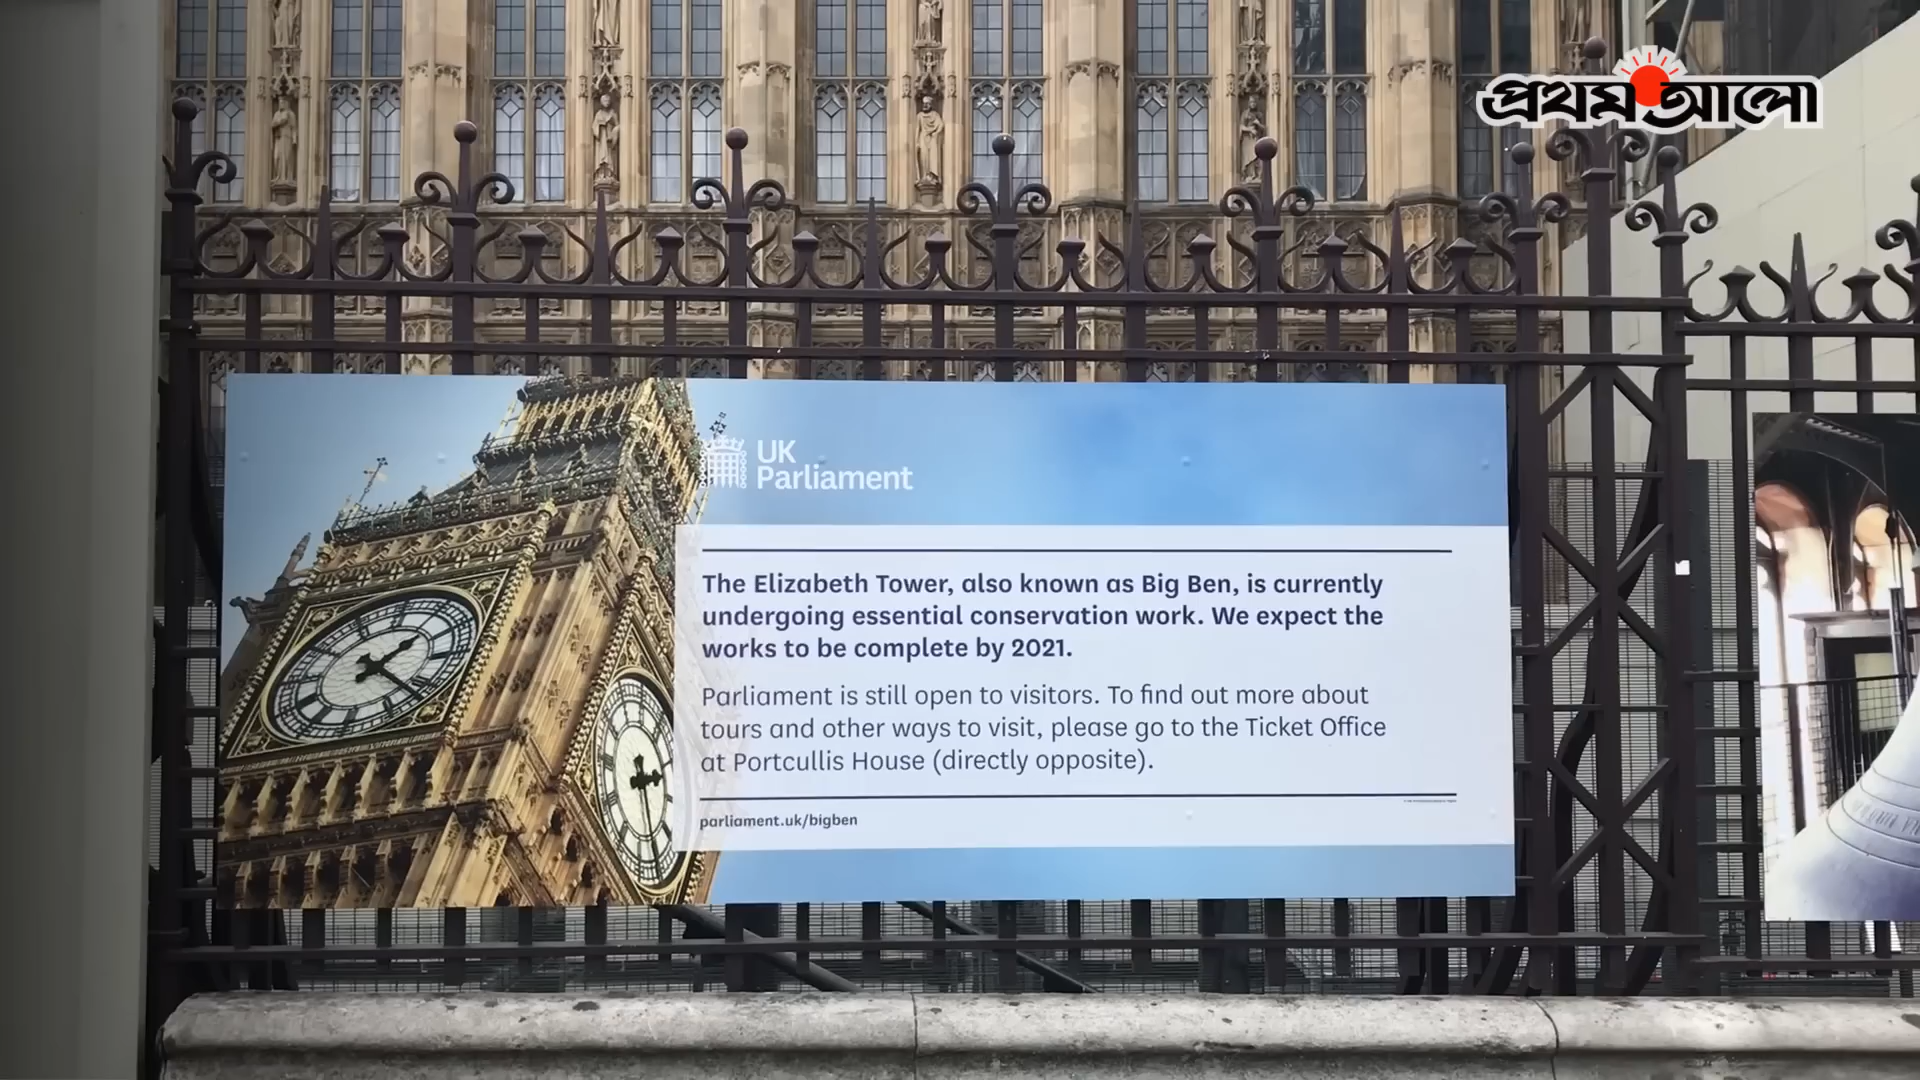 প্রথম আলো
UK
Parliament
The Elizabeth Tower, also known as Big Ben, is currently
undergoing essential conservation work. We expect the
works to be complete by 2021.
Parliament is still open to visitors. To find out more about
tours and other ways to visit, please go to the Ticket Office
at Portcullis House (directly opposite).
parliament.uk/bigben